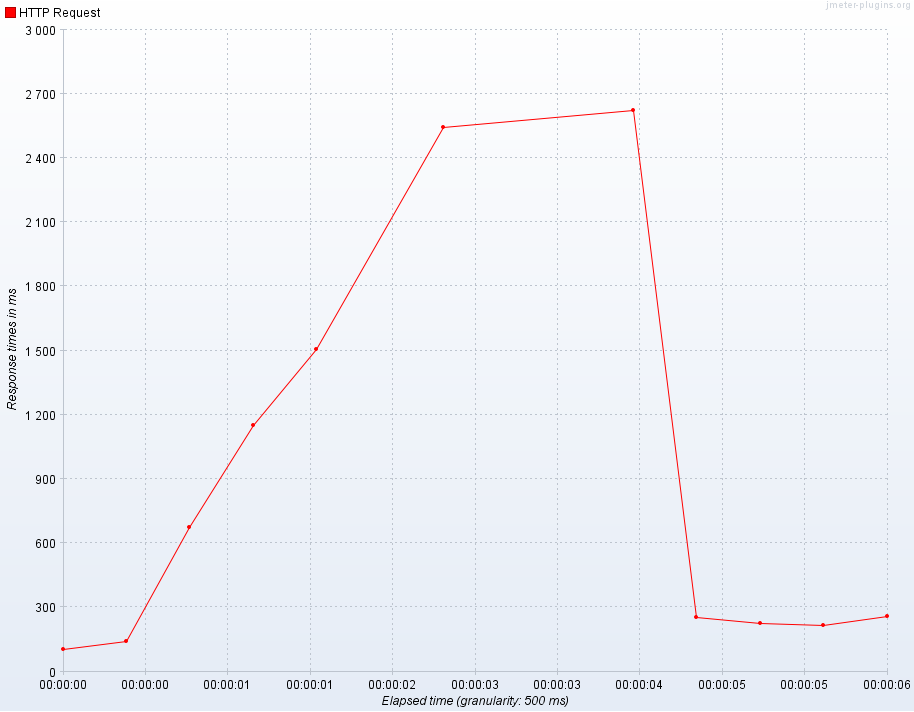 jmeter-plugins.org
HTTP Request
3 000
2 700
2 400
2 100
1 800
1 500
1 200
900
600
300
0
Response times in ms
00:00:00 00:00:00 00:00:01 00:00:01 00:00:02 00:00:03 00:00:03 00:00:04 00:00:05 00:00:05 00:00:06
Elapsed time (granularity: 500 ms)